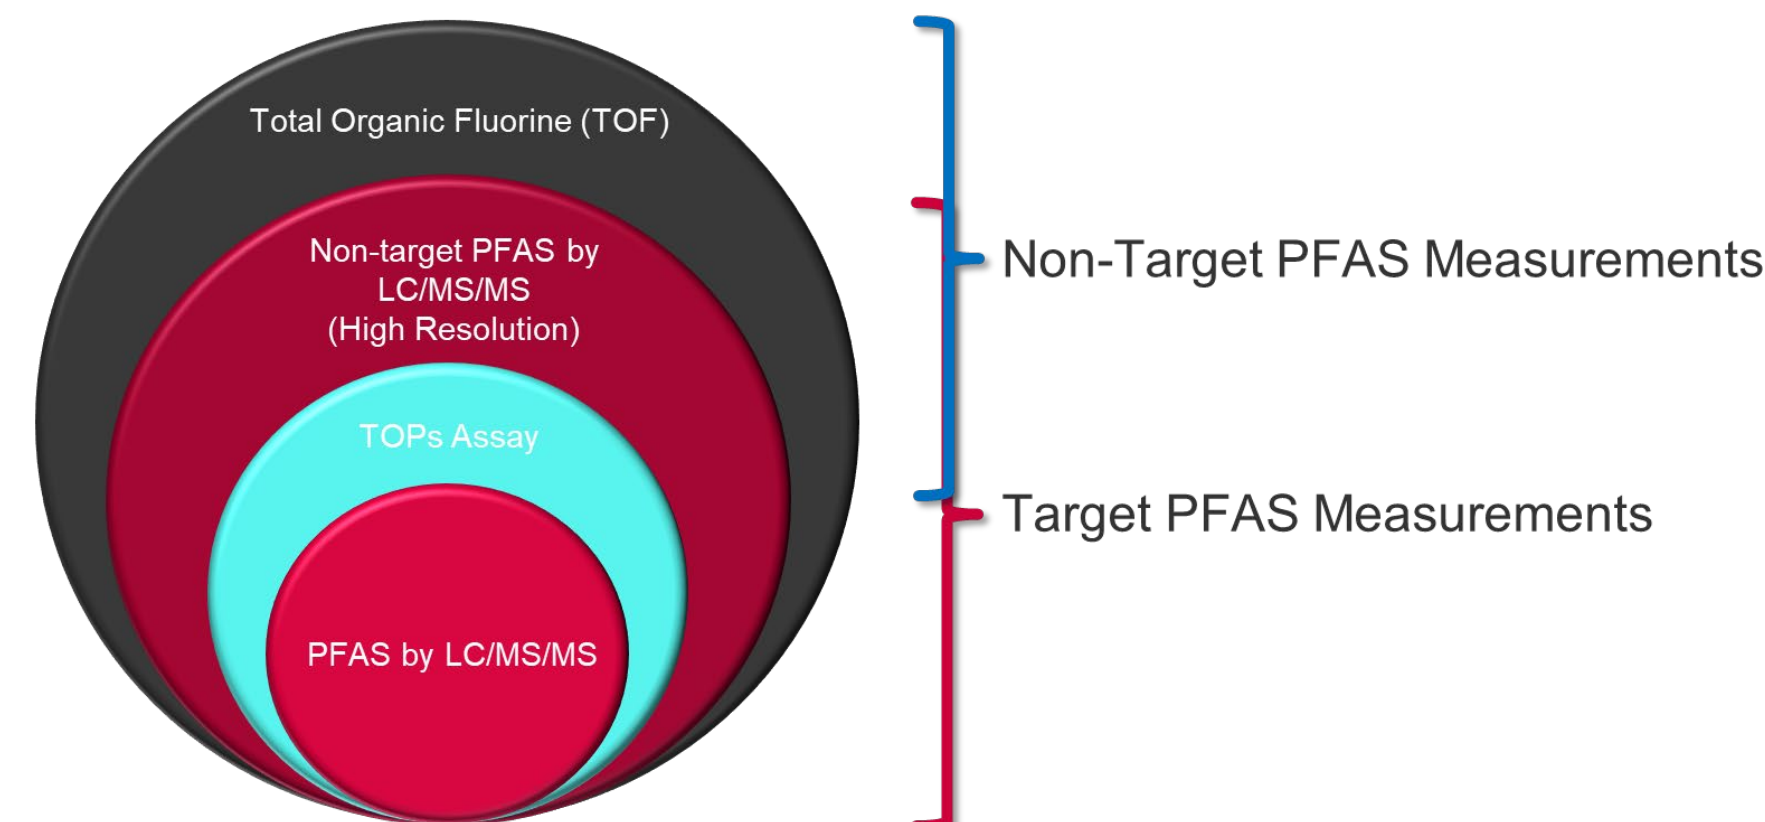 Total Organic Fluorine (TOF)
Non-target PFAS by
LC/MS/MS
(High Resolution)
TOPs Assay
PFAS by LC/MS/MS
Non-Target PFAS Measurements
Target PFAS Measurements